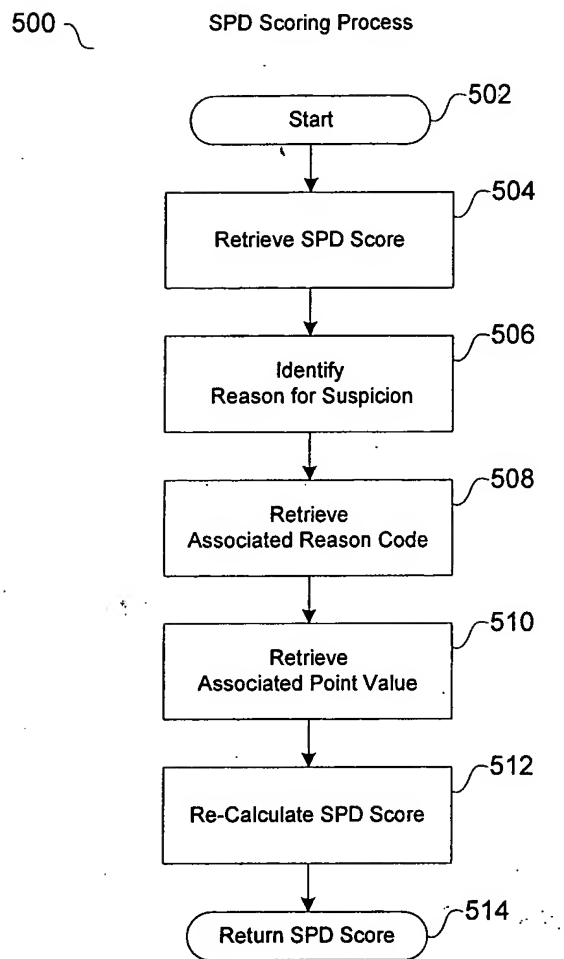 500
SPD Scoring Process
502
Start
504
Retrieve SPD Score
506
Identify
Reason for Suspicion
508
Retrieve
Associated Reason Code
510
Retrieve
Associated Point Value
512
Re-Calculate SPD Score
514
Return SPD Score